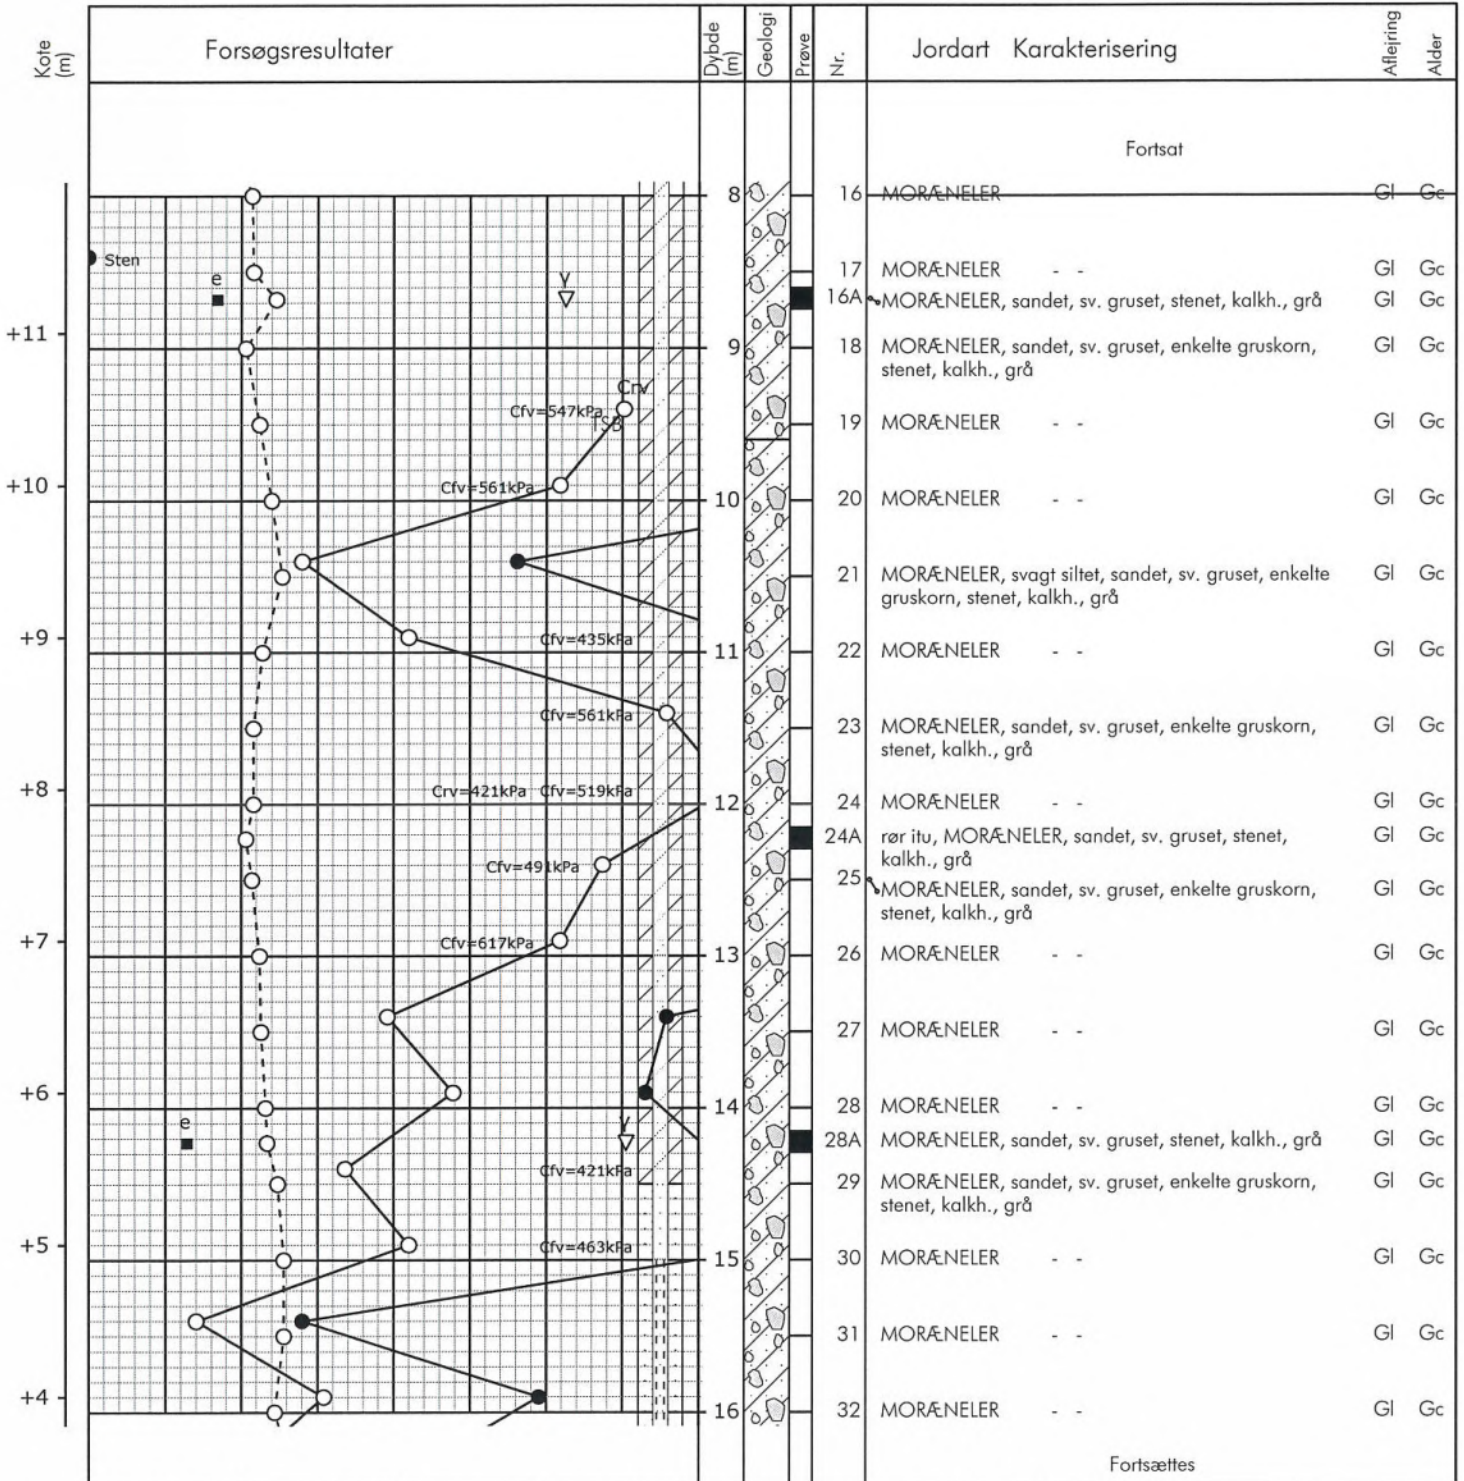 Kote (m)
Forsøgsresultater
Dybde (m)
Geologi
Prøve
Nr.
Jordart Karakterisering
Aflejring
Alder
Fortsat
8 16 MORÆNELER Gl Gc
Sten
17 MORÆNELER - - Gl Gc
e γ 16A MORÆNELER, sandet, sv. gruset, stenet, kalkh., grå Gl Gc
+11
9 18 MORÆNELER, sandet, sv. gruset, enkelte gruskorn, Gl Gc
stenet, kalkh., grå
Crv
Cfv=547kPa
TSB
19 MORÆNELER - - Gl Gc
+10 Cfv=561kPa 10 20 MORÆNELER - - Gl Gc
21 MORÆNELER, svagt siltet, sandet, sv. gruset, enkelte Gl Gc
gruskorn, stenet, kalkh., grå
+9 Cfv=435kPa 11 22 MORÆNELER - - Gl Gc
Cfv=561kPa 23 MORÆNELER, sandet, sv. gruset, enkelte gruskorn, Gl Gc
stenet, kalkh., grå
+8 Crv=421kPa Cfv=519kPa 12 24 MORÆNELER - - Gl Gc
24A rør itu, MORÆNELER, sandet, sv. gruset, stenet, Gl Gc
kalkh., grå
Cfv=491kPa 25 MORÆNELER, sandet, sv. gruset, enkelte gruskorn, Gl Gc
stenet, kalkh., grå
+7 Cfv=617kPa 13 26 MORÆNELER - - Gl Gc
27 MORÆNELER - - Gl Gc
+6 14 28 MORÆNELER - - Gl Gc
e γ 28A MORÆNELER, sandet, sv. gruset, stenet, kalkh., grå Gl Gc
Cfv=421kPa 29 MORÆNELER, sandet, sv. gruset, enkelte gruskorn, Gl Gc
stenet, kalkh., grå
+5 Cfv=463kPa 15 30 MORÆNELER - - Gl Gc
31 MORÆNELER - - Gl Gc
+4 16 32 MORÆNELER - - Gl Gc
Fortsættes